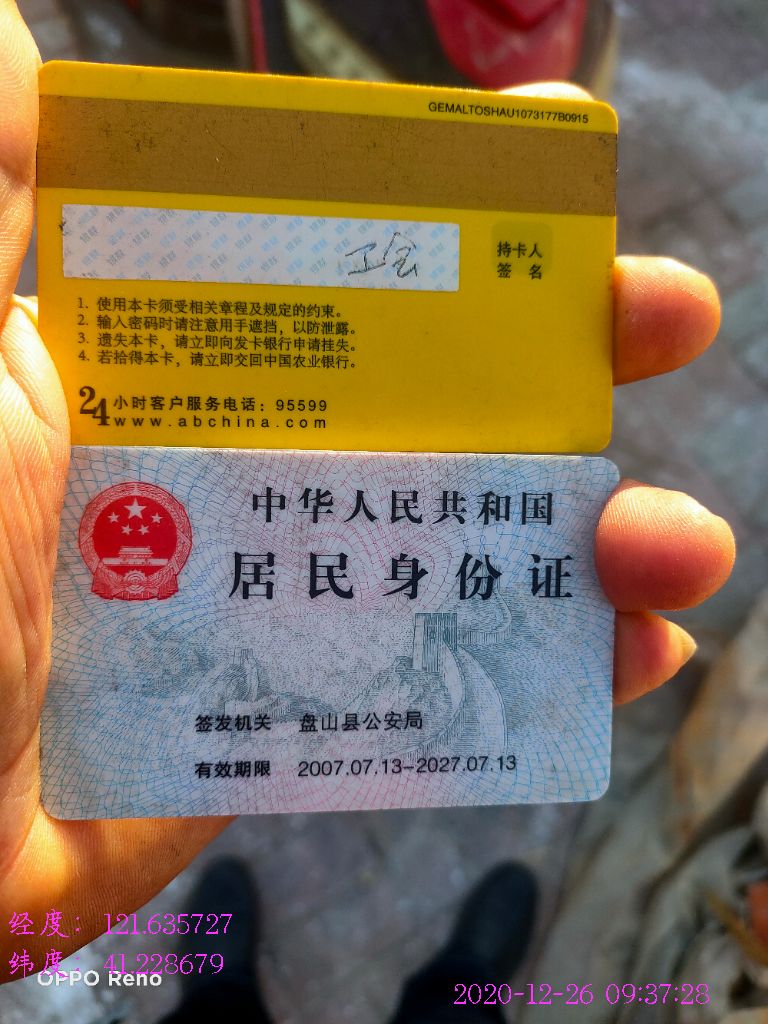 GEMALTOSHAU1073177B0915
持卡人
签 名
1. 使用本卡须受相关章程及规定的约束。
2. 输入密码时请注意用手遮挡，以防泄露。
3. 遗失本卡，请立即向发卡银行申请挂失。
4. 若拾得本卡，请立即交回中国农业银行。
24小时客户服务电话：95599
www.abchina.com
中华人民共和国
居民身份证
签发机关 盘山县公安局
有效期限 2007.07.13-2027.07.13
经度：121.635727
纬度：41.228679
OPPO Reno
2020-12-26 09:37:28